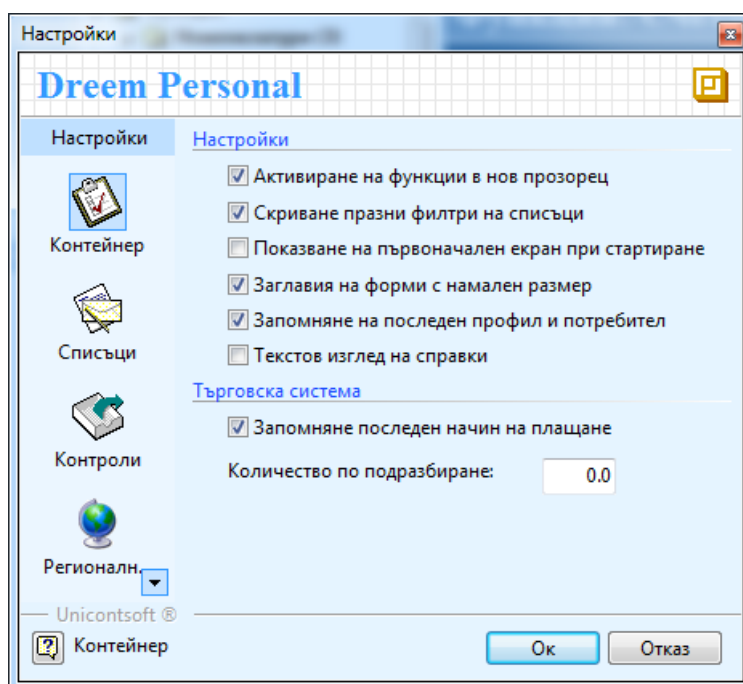 Настройки
Dreem Personal
Настройки
Контейнер
Списъци
Контроли
Регионалн.
Настройки
Активиране на функции в нов прозорец
Скриване празни филтри на списъци
Показване на първоначален екран при стартиране
Заглавия на форми с намален размер
Запомняне на последен профил и потребител
Текстов изглед на справки
Търговска система
Запомняне последен начин на плащане
Количество по подразбиране: 0.0
Unicontsoft ®
Контейнер
Ок
Отказ